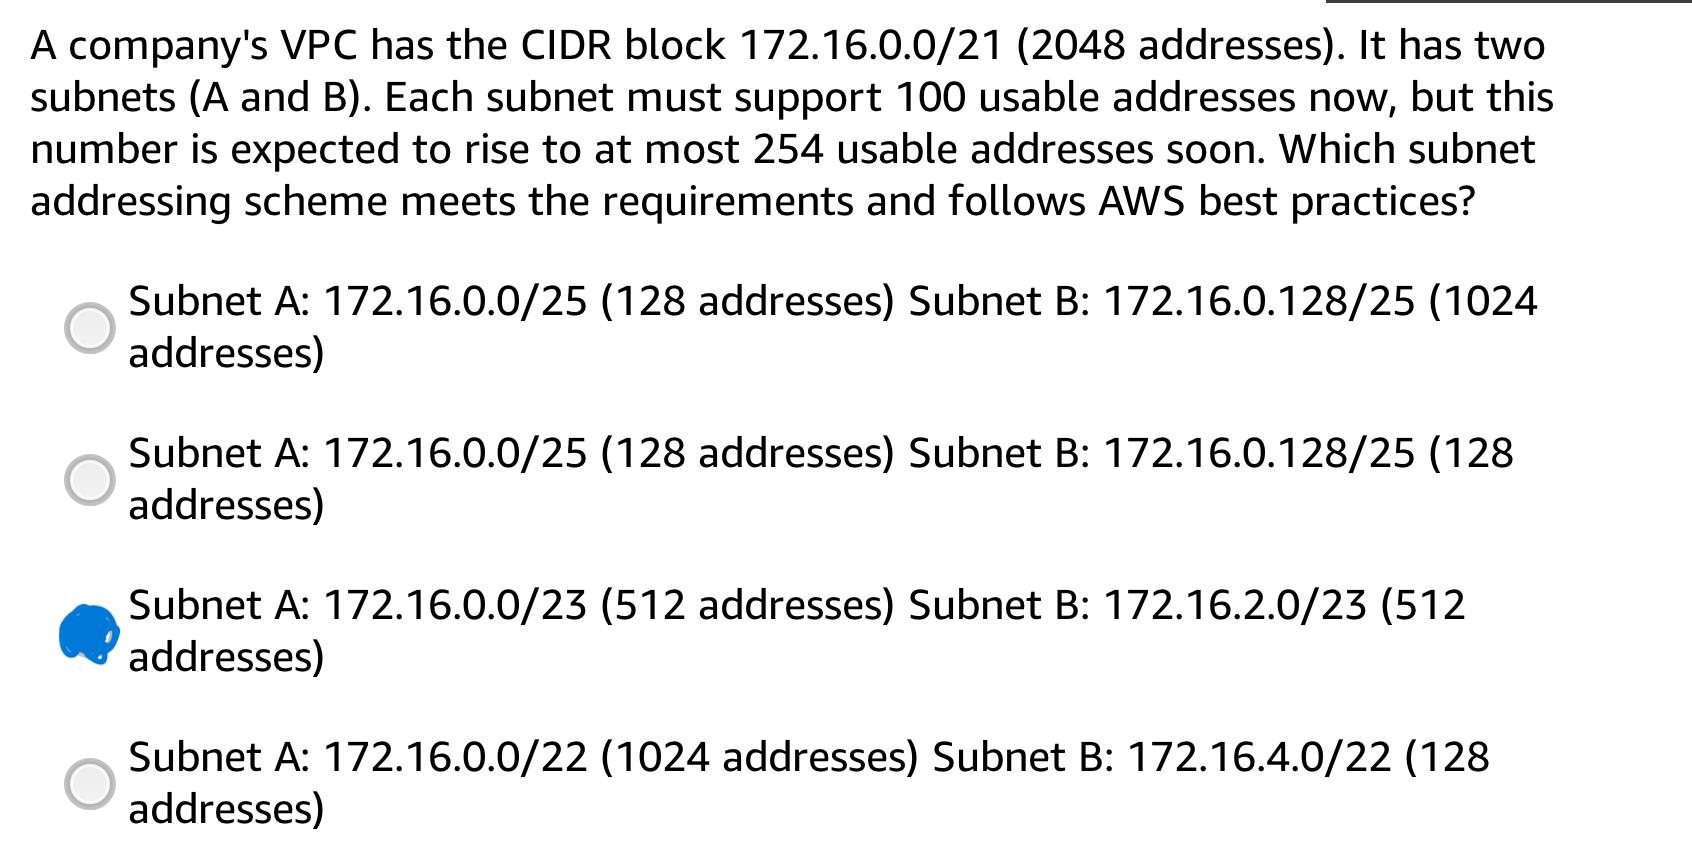 A company's VPC has the CIDR block 172.16.0.0/21 (2048 addresses). It has two
subnets (A and B). Each subnet must support 100 usable addresses now, but this
number is expected to rise to at most 254 usable addresses soon. Which subnet
addressing scheme meets the requirements and follows AWS best practices?
Subnet A: 172.16.0.0/25 (128 addresses) Subnet B: 172.16.0.128/25 (1024
addresses)
Subnet A: 172.16.0.0/25 (128 addresses) Subnet B: 172.16.0.128/25 (128
addresses)
Subnet A: 172.16.0.0/23 (512 addresses) Subnet B: 172.16.2.0/23 (512
addresses)
Subnet A: 172.16.0.0/22 (1024 addresses) Subnet B: 172.16.4.0/22 (128
addresses)